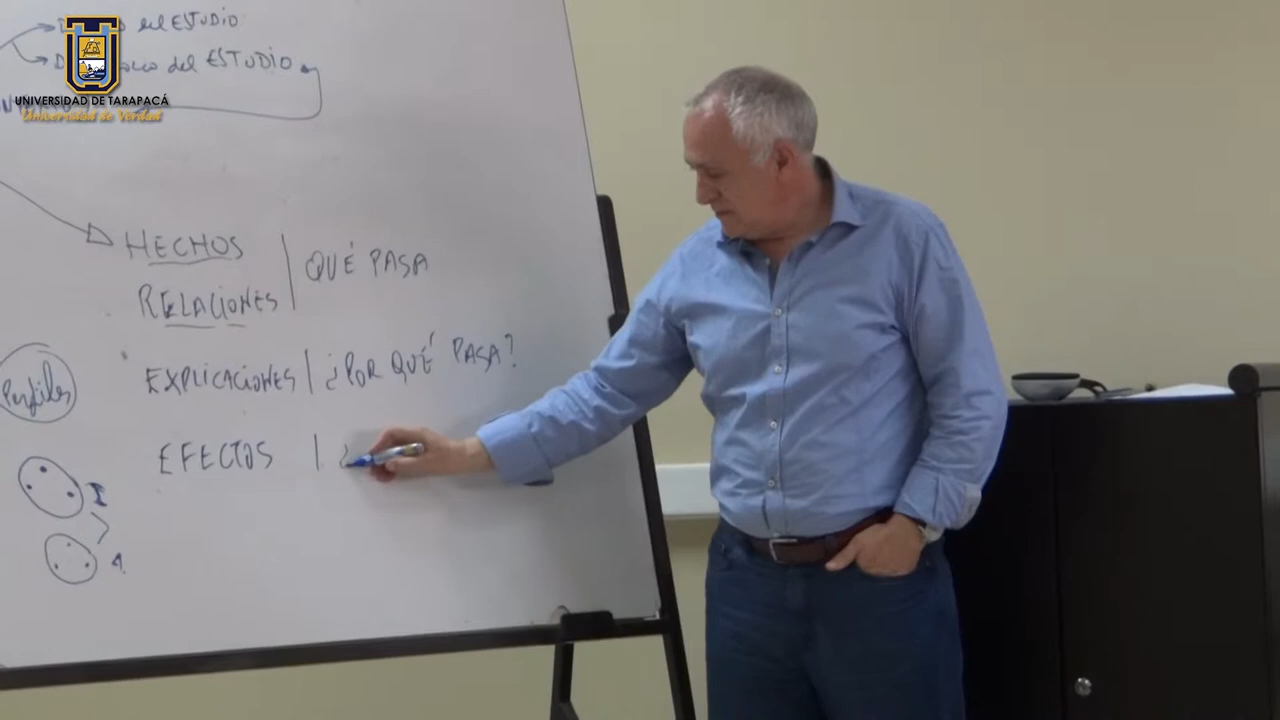 del ESTUDIO
del ESTUDIO
UNIVERSIDAD DE TARAPACÁ
Universidad de Verdad
HECHOS | QUÉ PASA
RELACIONES
Perfiles
EXPLICACIONES | ¿POR QUÉ PASA?
EFECTOS | ¿